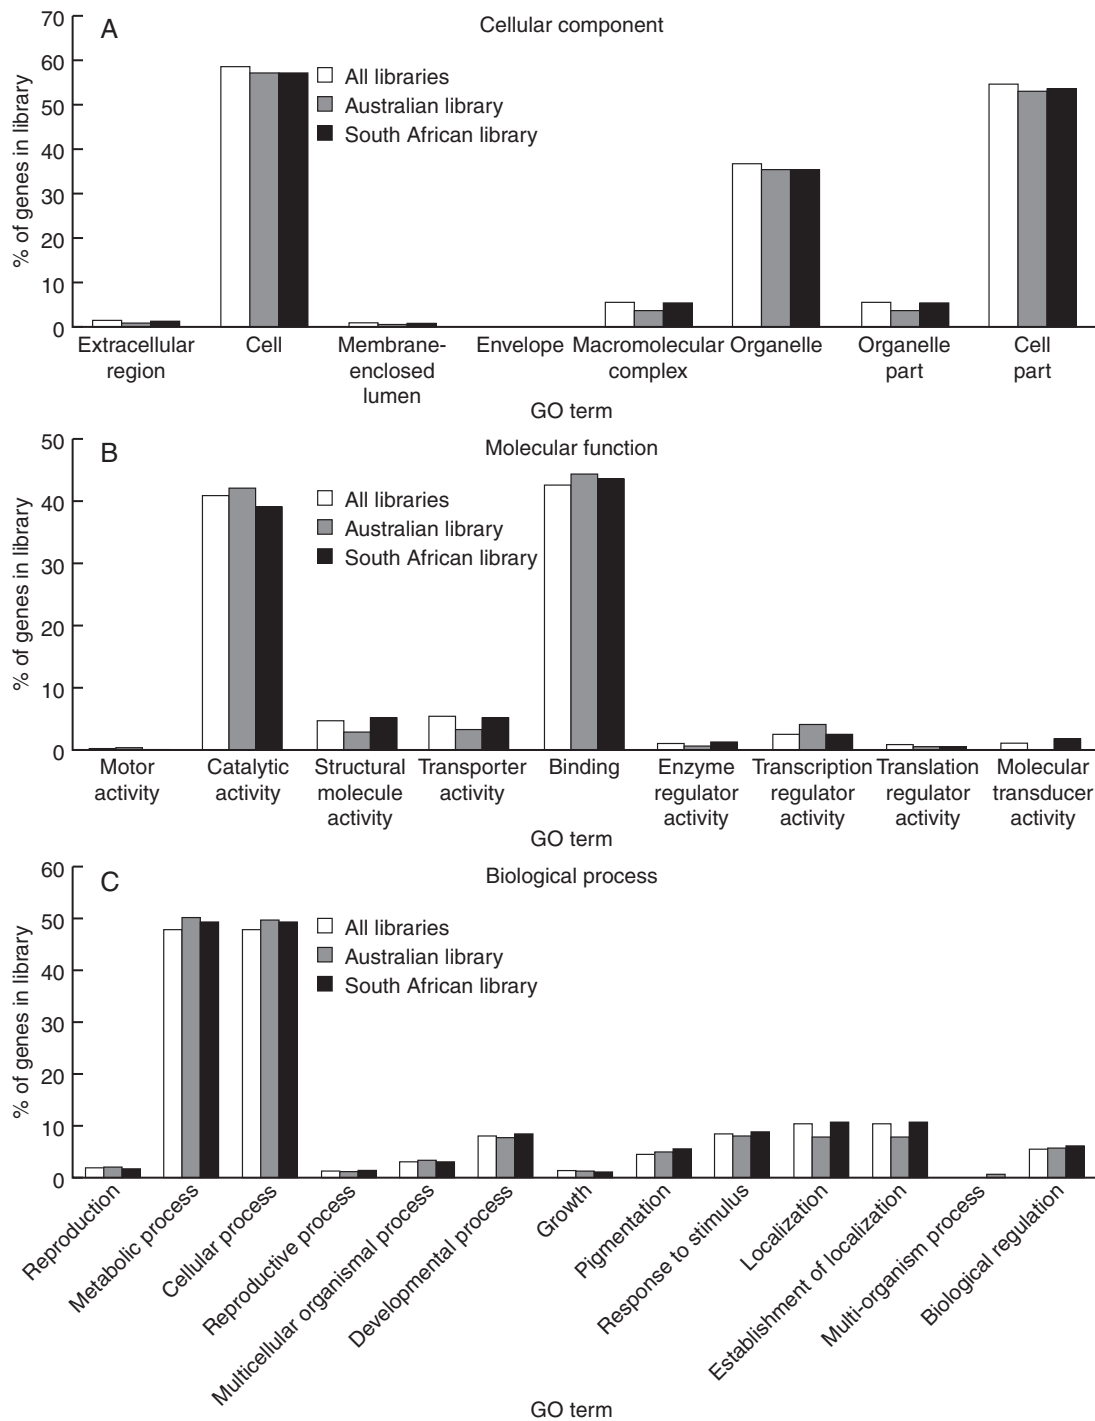 A
Cellular component
% of genes in library
70
60
50
40
30
20
10
0
All libraries
Australian library
South African library
Extracellular region
Cell
Membrane-
enclosed
lumen
Envelope
Macromolecular
complex
Organelle
Organelle
part
Cell
part
GO term
B
Molecular function
% of genes in library
50
40
30
20
10
0
All libraries
Australian library
South African library
Motor
activity
Catalytic
activity
Structural
molecule
activity
Transporter
activity
Binding
Enzyme
regulator
activity
Transcription
regulator
activity
Translation
regulator
activity
Molecular
transducer
activity
GO term
C
Biological process
% of genes in library
60
50
40
30
20
10
0
All libraries
Australian library
South African library
Reproduction
Metabolic process
Cellular process
Reproductive process
Multicellular organismal process
Developmental process
Growth
Pigmentation
Response to stimulus
Localization
Establishment of localization
Multi-organism process
Biological regulation
GO term